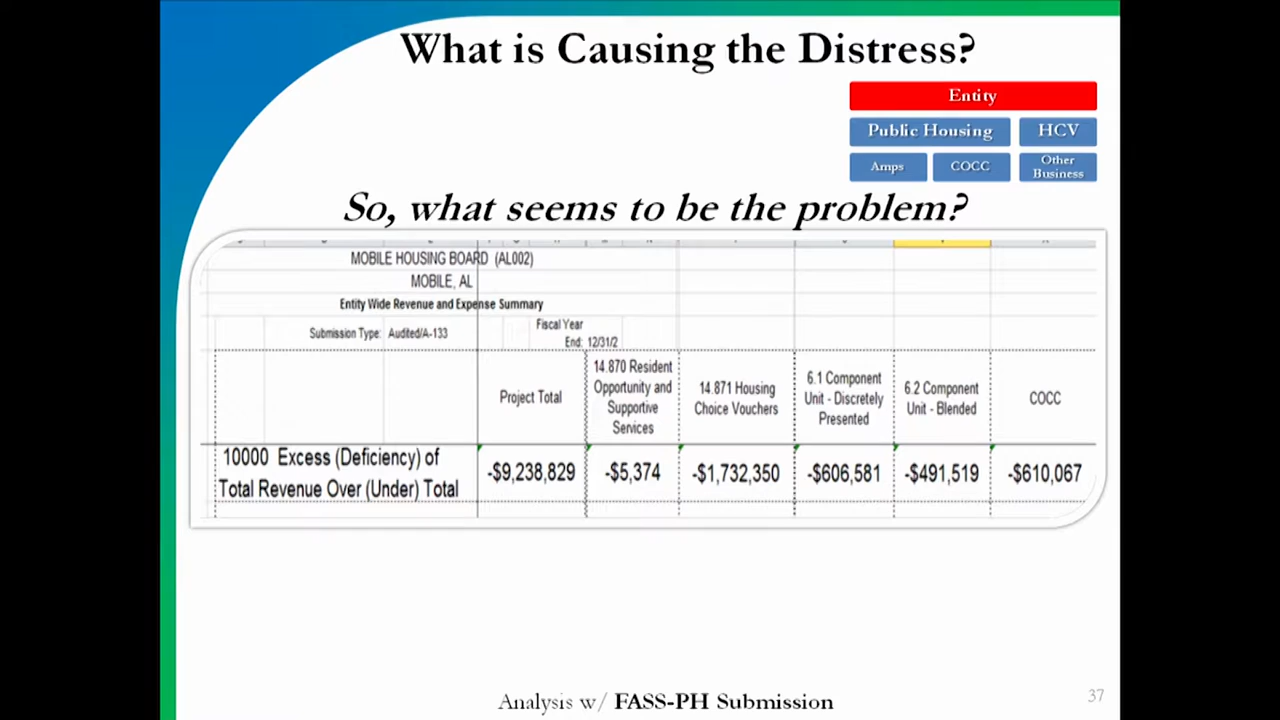 What is Causing the Distress?
Entity
Public Housing HCV
Amps COCC Other Business
So, what seems to be the problem?
MOBILE HOUSING BOARD (AL002)
MOBILE, AL
Entity Wide Revenue and Expense Summary
Submission Type: Audited/A-133
Fiscal Year
End: 12/31/2
Project Total
14.870 Resident
Opportunity and
Supportive
Services
14.871 Housing
Choice Vouchers
6.1 Component
Unit - Discretely
Presented
6.2 Component
Unit - Blended
COCC
10000 Excess (Deficiency) of
Total Revenue Over (Under) Total
-$9,238,829 -$5,374 -$1,732,350 -$606,581 -$491,519 -$610,067
Analysis w/ FASS-PH Submission
37